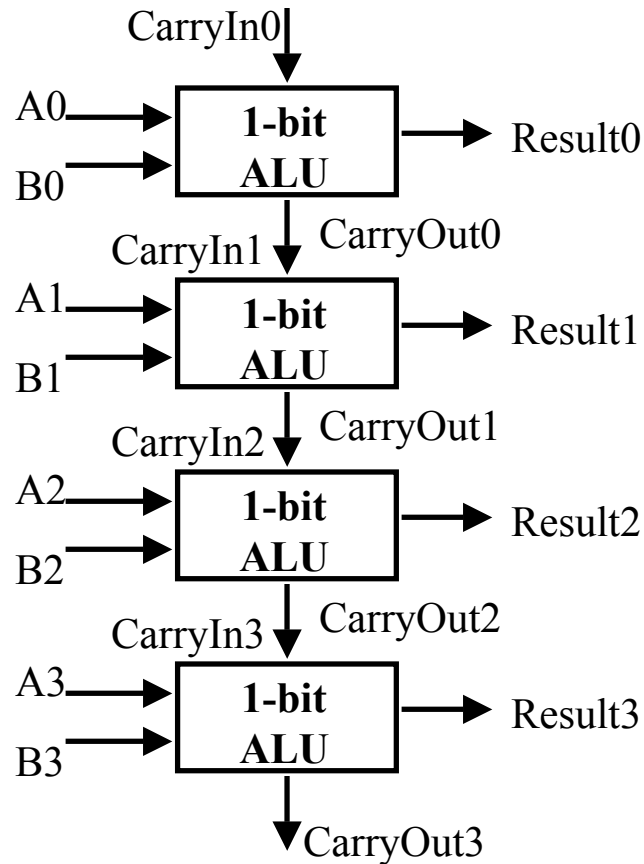 CarryIn0
A0
1-bit
ALU
B0
Result0
CarryOut0
CarryIn1
A1
1-bit
ALU
B1
Result1
CarryOut1
CarryIn2
A2
1-bit
ALU
B2
Result2
CarryOut2
CarryIn3
A3
1-bit
ALU
B3
Result3
CarryOut3